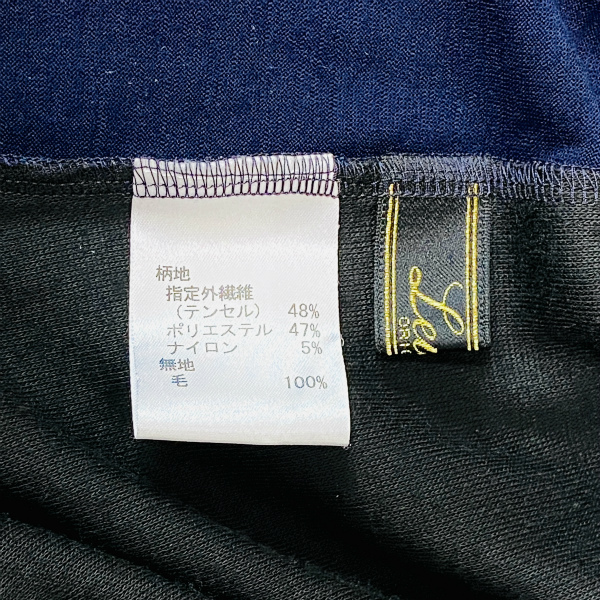 柄地
指定外繊維
（テンセル） 48%
ポリエステル 47%
ナイロン 5%
無地
毛 100%